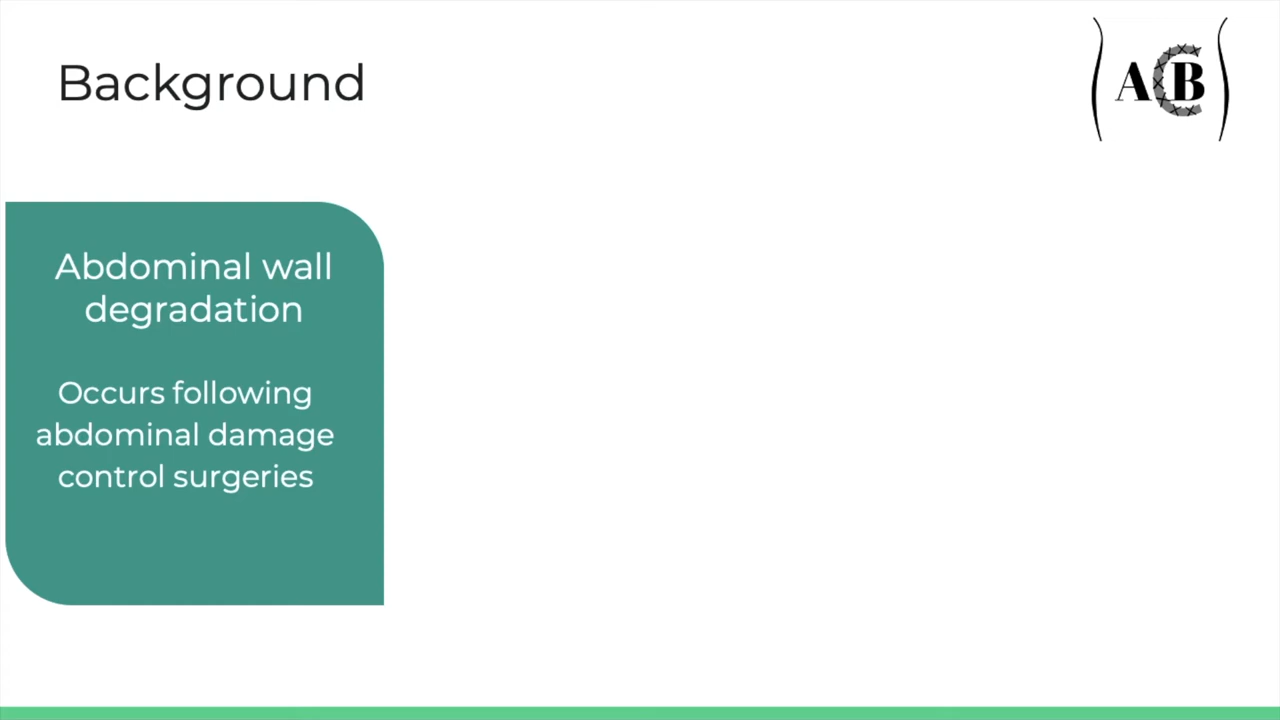 Background
ACB
Abdominal wall
degradation
Occurs following
abdominal damage
control surgeries